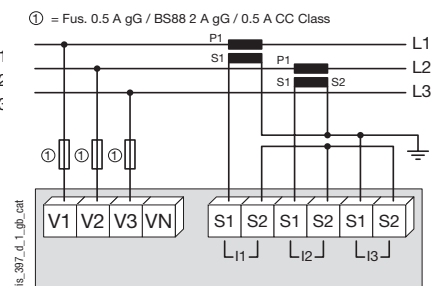 ① = Fus. 0.5 A gG / BS88 2 A gG / 0.5 A CC Class
P1 L1
S1 P1 L2
S1 S2 L3
① ① ①
V1 V2 V3 VN S1 S2 S1 S2 S1 S2
I1 I2 I3
is_397_d_1_gb_cat